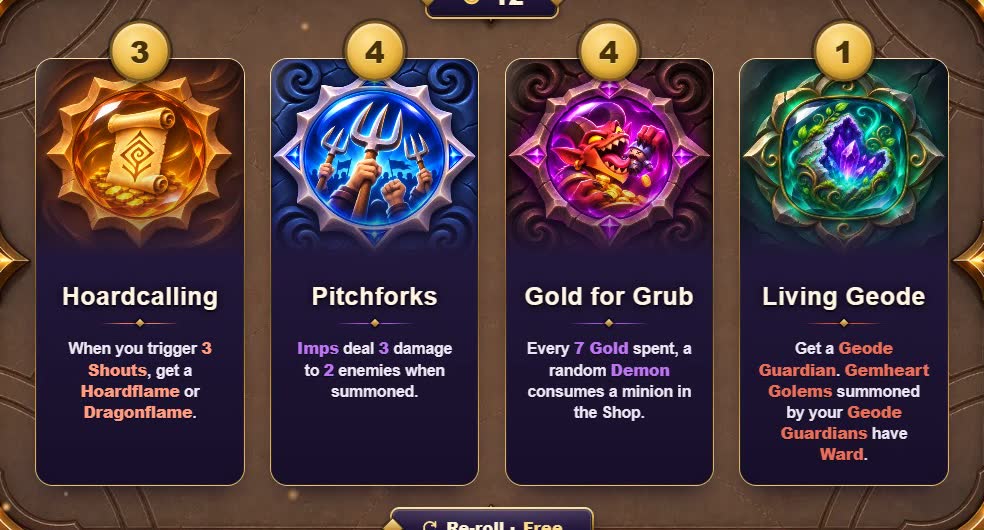 12
3
4
4
1
Hoardcalling
When you trigger 3
Shouts, get a
Hoardflame or
Dragonflame.
Pitchforks
Imps deal 3 damage
to 2 enemies when
summoned.
Gold for Grub
Every 7 Gold spent, a
random Demon
consumes a minion in
the Shop.
Living Geode
Get a Geode
Guardian. Gemheart
Golems summoned
by your Geode
Guardians have
Ward.
Re-roll · Free